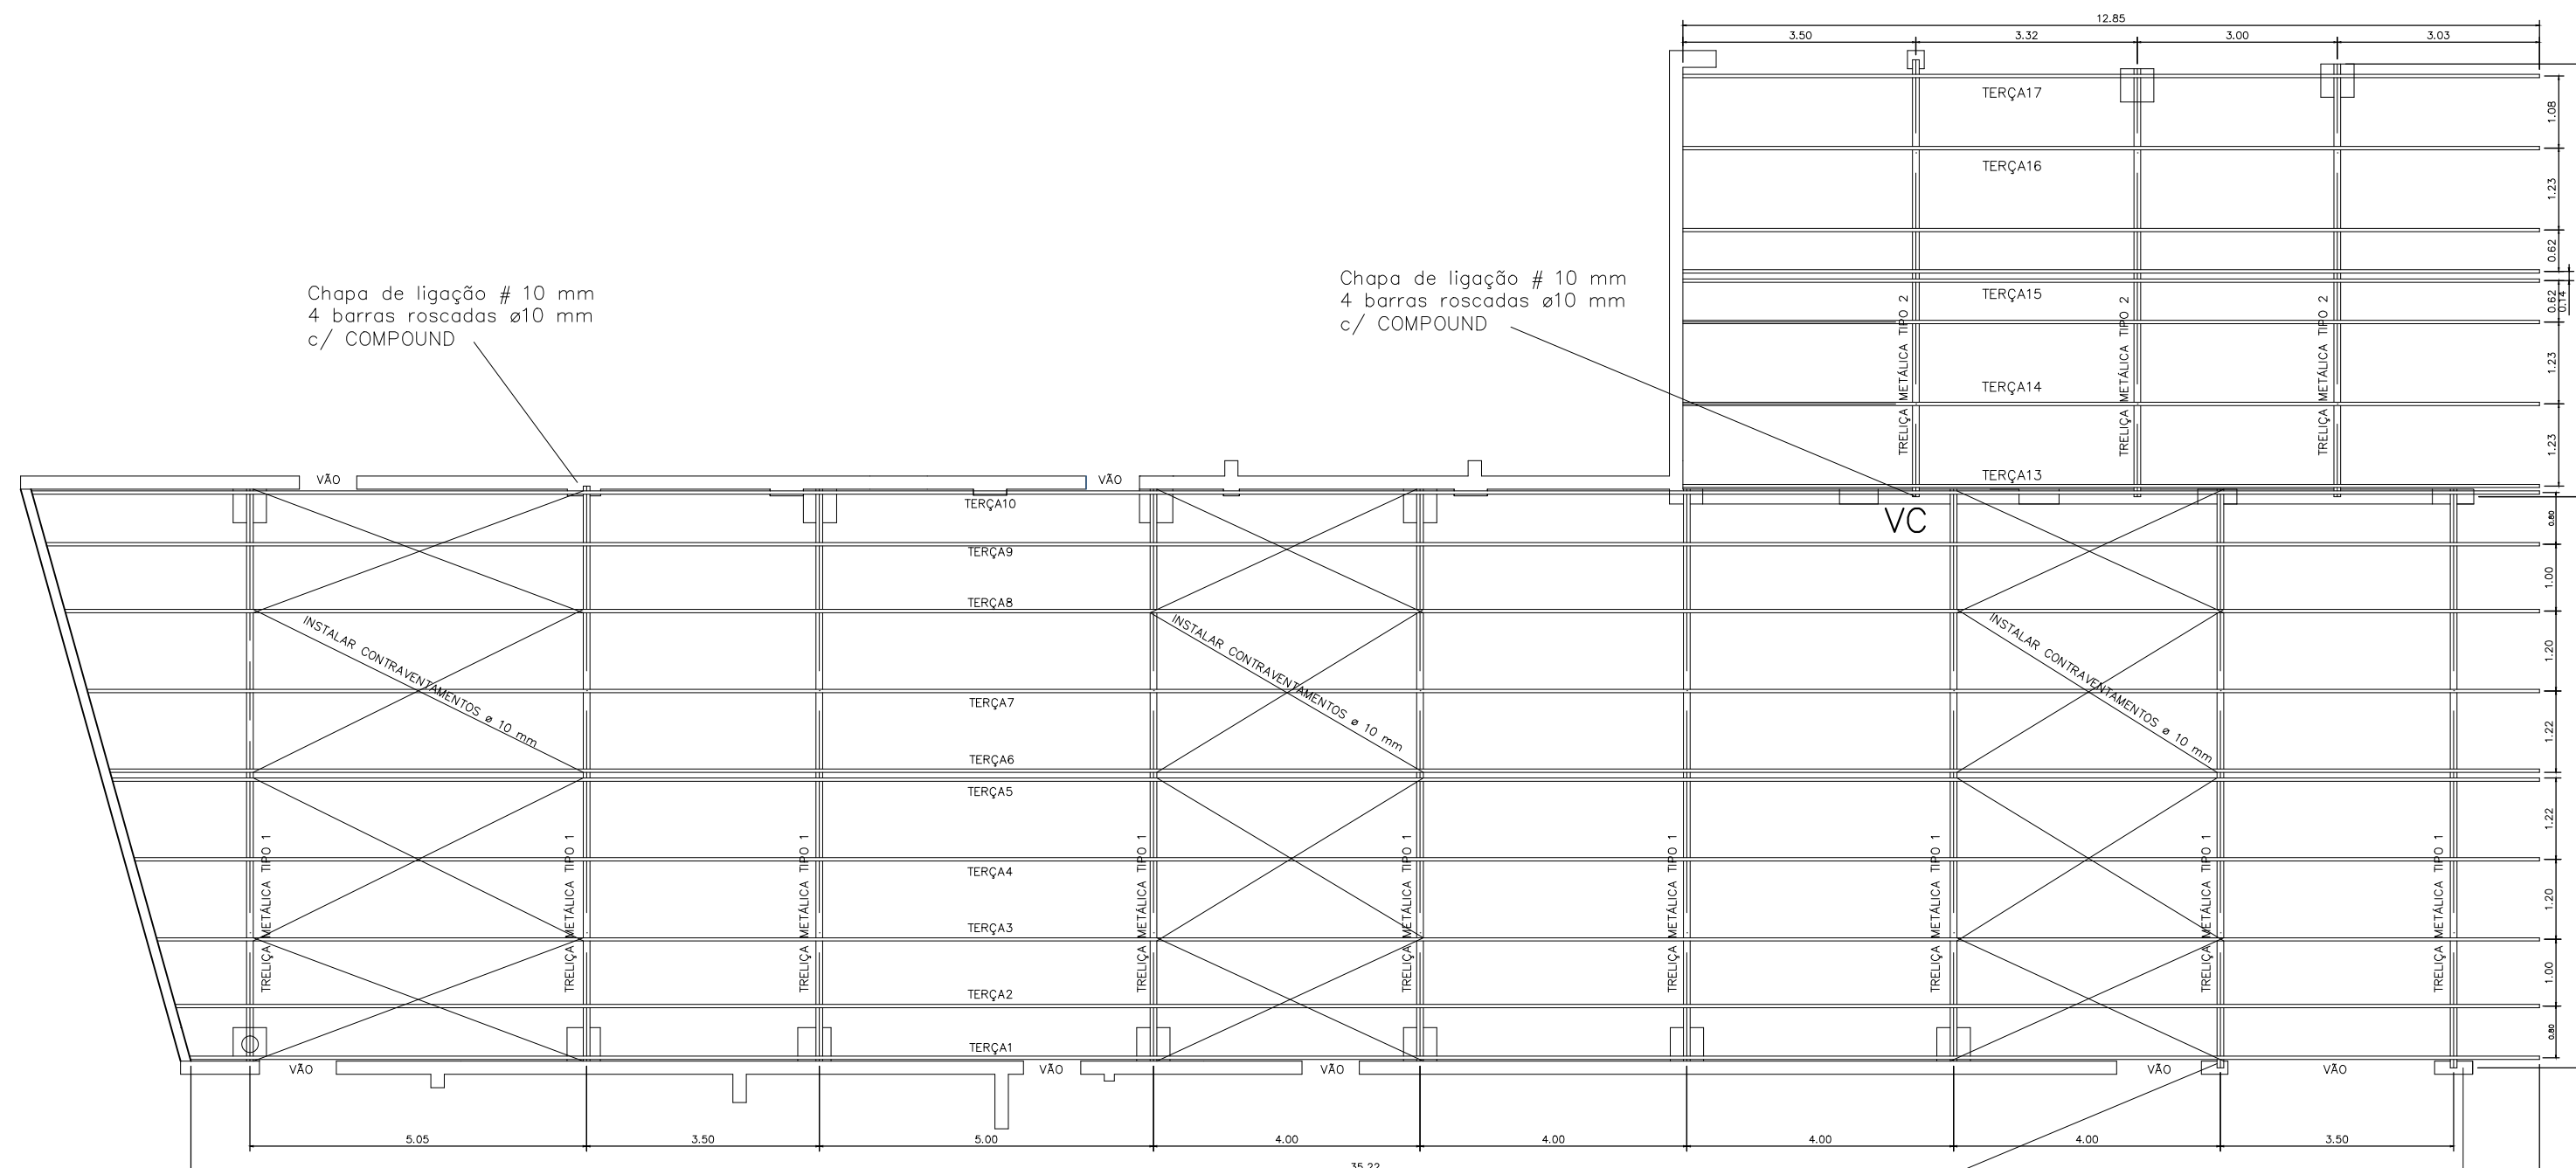 12.85
3.50 3.32 3.00 3.03
TERÇA17
1.08
TERÇA16
1.23
0.62
Chapa de ligação # 10 mm
4 barras roscadas ø10 mm
c/ COMPOUND
Chapa de ligação # 10 mm
4 barras roscadas ø10 mm
c/ COMPOUND
TERÇA15
0.62
0.14
TRELIÇA METÁLICA TIPO 2
TRELIÇA METÁLICA TIPO 2
TRELIÇA METÁLICA TIPO 2
1.23
TERÇA14
1.23
TERÇA13
VÃO
VÃO
TERÇA10
VC
0.80
TERÇA9
1.00
TERÇA8
INSTALAR CONTRAVENTAMENTOS ø 10 mm
INSTALAR CONTRAVENTAMENTOS ø 10 mm
INSTALAR CONTRAVENTAMENTOS ø 10 mm
1.20
TERÇA7
1.22
TERÇA6
TERÇA5
1.22
TERÇA4
1.20
TRELIÇA METÁLICA TIPO 1
TRELIÇA METÁLICA TIPO 1
TRELIÇA METÁLICA TIPO 1
TRELIÇA METÁLICA TIPO 1
TRELIÇA METÁLICA TIPO 1
TRELIÇA METÁLICA TIPO 1
TRELIÇA METÁLICA TIPO 1
TRELIÇA METÁLICA TIPO 1
TRELIÇA METÁLICA TIPO 1
TERÇA3
1.00
TERÇA2
0.80
TERÇA1
VÃO VÃO VÃO VÃO VÃO
5.05 3.50 5.00 4.00 4.00 4.00 4.00 3.50
35.22